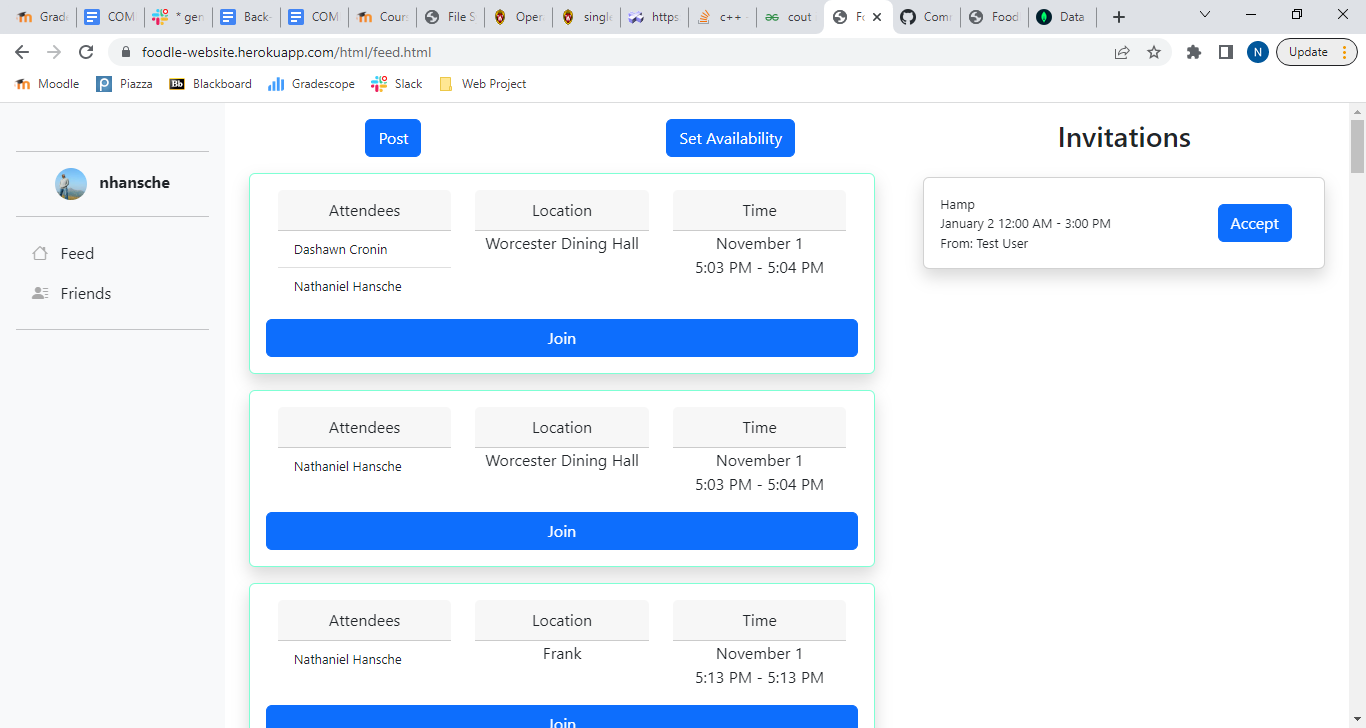 Grade
COM
* gen
Back-
COM
Cours
File S
Oper
single
https
c++
cout
Fo
Com
Food
Data
foodle-website.herokuapp.com/html/feed.html
N
Update
Moodle
Piazza
Bb Blackboard
Gradescope
Slack
Web Project
nhansche
Feed
Friends
Post
Set Availability
Attendees
Location
Time
Dashawn Cronin
Nathaniel Hansche
Worcester Dining Hall
November 1
5:03 PM - 5:04 PM
Join
Attendees
Location
Time
Nathaniel Hansche
Worcester Dining Hall
November 1
5:03 PM - 5:04 PM
Join
Attendees
Location
Time
Nathaniel Hansche
Frank
November 1
5:13 PM - 5:13 PM
Join
Invitations
Hamp
January 2 12:00 AM - 3:00 PM
From: Test User
Accept